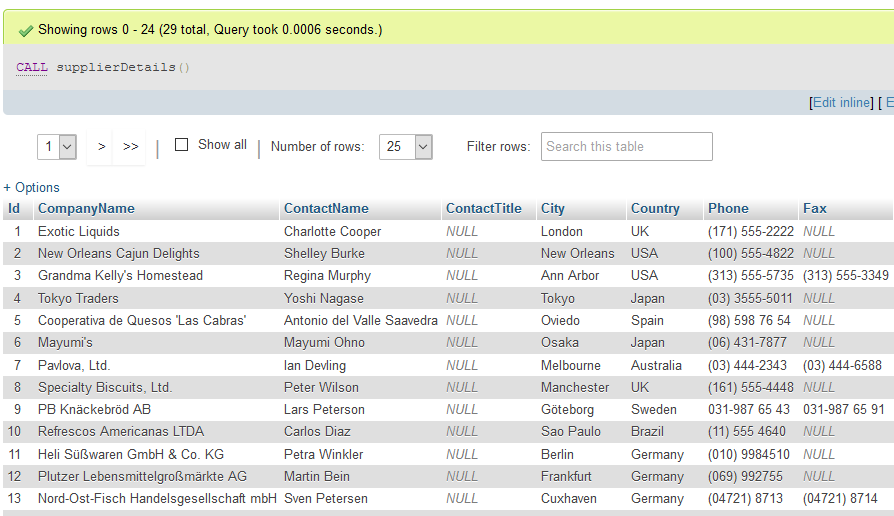 Showing rows 0 - 24 (29 total, Query took 0.0006 seconds.)
CALL supplierDetails()
[Edit inline] [ E
1 > >> | Show all | Number of rows: 25 Filter rows: Search this table
+ Options
Id CompanyName ContactName ContactTitle City Country Phone Fax
1 Exotic Liquids Charlotte Cooper NULL London UK (171) 555-2222 NULL
2 New Orleans Cajun Delights Shelley Burke NULL New Orleans USA (100) 555-4822 NULL
3 Grandma Kelly's Homestead Regina Murphy NULL Ann Arbor USA (313) 555-5735 (313) 555-3349
4 Tokyo Traders Yoshi Nagase NULL Tokyo Japan (03) 3555-5011 NULL
5 Cooperativa de Quesos 'Las Cabras' Antonio del Valle Saavedra NULL Oviedo Spain (98) 598 76 54 NULL
6 Mayumi's Mayumi Ohno NULL Osaka Japan (06) 431-7877 NULL
7 Pavlova, Ltd. Ian Devling NULL Melbourne Australia (03) 444-2343 (03) 444-6588
8 Specialty Biscuits, Ltd. Peter Wilson NULL Manchester UK (161) 555-4448 NULL
9 PB Knäckebröd AB Lars Peterson NULL Göteborg Sweden 031-987 65 43 031-987 65 91
10 Refrescos Americanas LTDA Carlos Diaz NULL Sao Paulo Brazil (11) 555 4640 NULL
11 Heli Süßwaren GmbH & Co. KG Petra Winkler NULL Berlin Germany (010) 9984510 NULL
12 Plutzer Lebensmittelgroßmärkte AG Martin Bein NULL Frankfurt Germany (069) 992755 NULL
13 Nord-Ost-Fisch Handelsgesellschaft mbH Sven Petersen NULL Cuxhaven Germany (04721) 8713 (04721) 8714